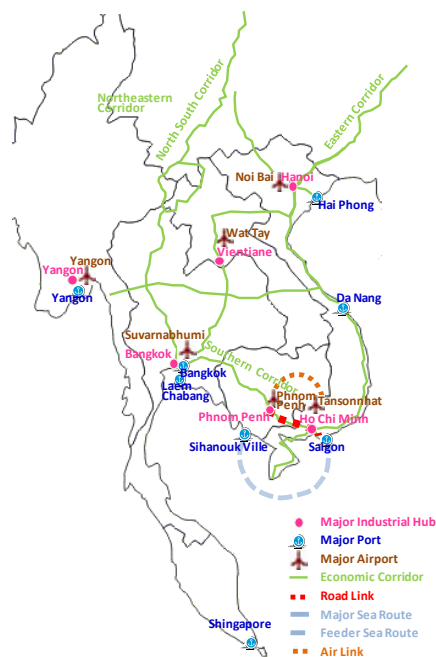 Northeastern
Corridor
North South Corridor
Eastern Corridor
Noi Bai
Hanoi
Hai Phong
Wat Tay
Vientiane
Yangon
Yangon
Yangon
Da Nang
Suvarnabhumi
Bangkok
Bangkok
Laem
Chabang
Southern Corridor
Phnom
Penh
Tansonnhat
Phnom Penh
Ho Chi Minh
Sihanouk Ville
Saigon
Shingapore
Major Industrial Hub
Major Port
Major Airport
Economic Corridor
Road Link
Major Sea Route
Feeder Sea Route
Air Link